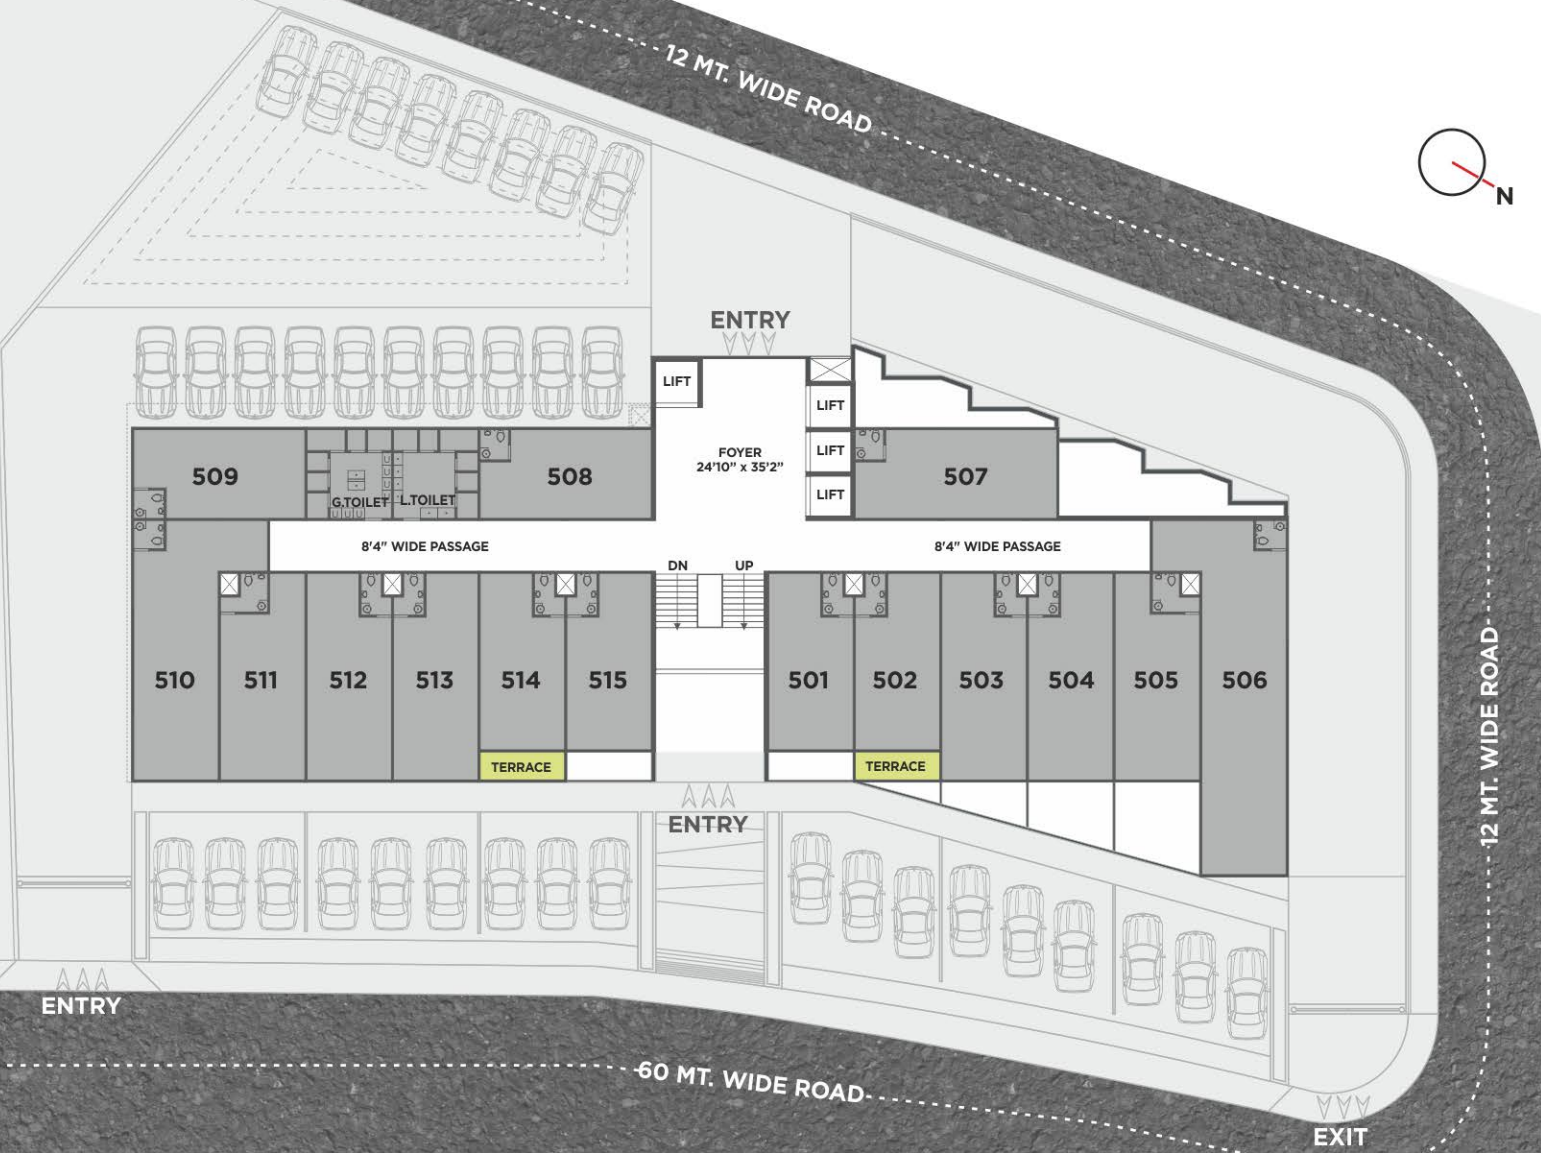 12 MT. WIDE ROAD
N
ENTRY
LIFT
LIFT
LIFT
LIFT
FOYER
24'10" x 35'2"
509
G.TOILET
L.TOILET
508
507
8'4" WIDE PASSAGE
8'4" WIDE PASSAGE
DN
UP
510
511
512
513
514
515
501
502
503
504
505
506
TERRACE
TERRACE
ENTRY
12 MT. WIDE ROAD
ENTRY
60 MT. WIDE ROAD
EXIT